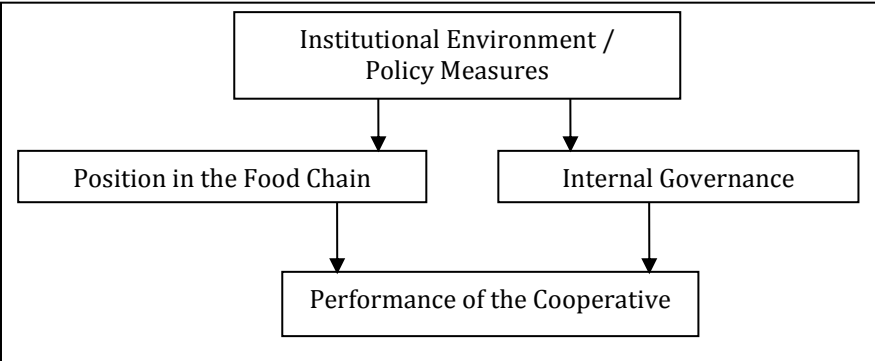 Institutional Environment /
Policy Measures
Position in the Food Chain
Internal Governance
Performance of the Cooperative